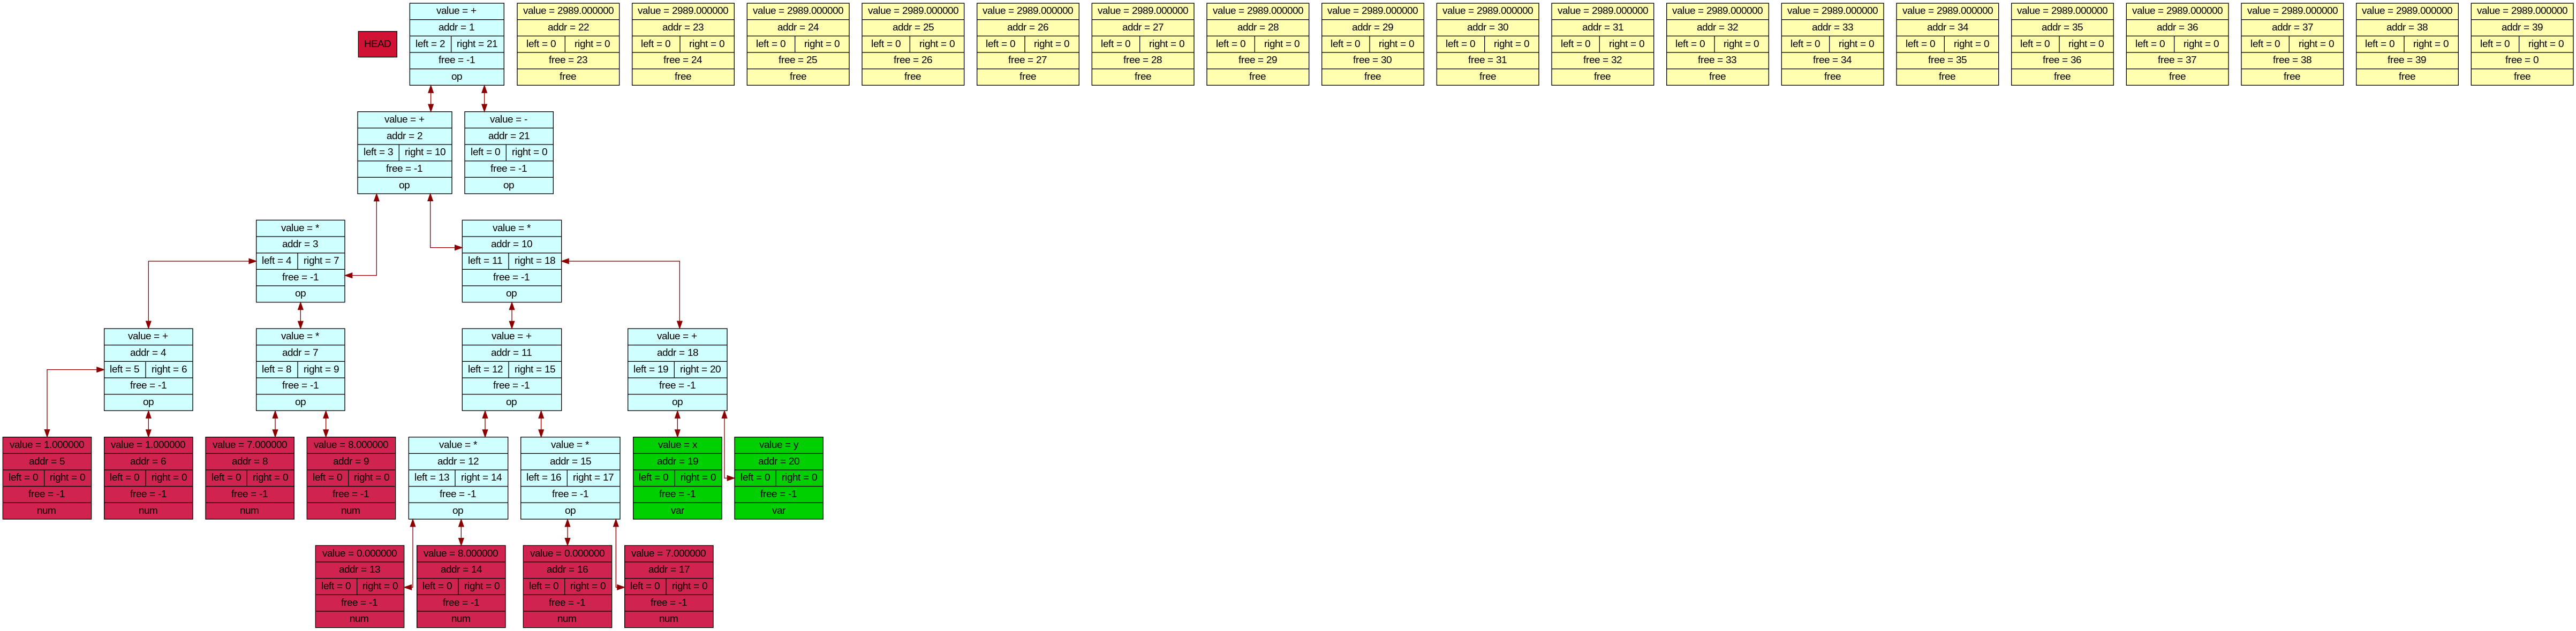 HEAD
value = +
addr = 1
left = 2 right = 21
free = -1
op
value = 2989.000000
addr = 22
left = 0 right = 0
free = 23
free
value = 2989.000000
addr = 23
left = 0 right = 0
free = 24
free
value = 2989.000000
addr = 24
left = 0 right = 0
free = 25
free
value = 2989.000000
addr = 25
left = 0 right = 0
free = 26
free
value = 2989.000000
addr = 26
left = 0 right = 0
free = 27
free
value = 2989.000000
addr = 27
left = 0 right = 0
free = 28
free
value = 2989.000000
addr = 28
left = 0 right = 0
free = 29
free
value = 2989.000000
addr = 29
left = 0 right = 0
free = 30
free
value = 2989.000000
addr = 30
left = 0 right = 0
free = 31
free
value = 2989.000000
addr = 31
left = 0 right = 0
free = 32
free
value = 2989.000000
addr = 32
left = 0 right = 0
free = 33
free
value = 2989.000000
addr = 33
left = 0 right = 0
free = 34
free
value = 2989.000000
addr = 34
left = 0 right = 0
free = 35
free
value = 2989.000000
addr = 35
left = 0 right = 0
free = 36
free
value = 2989.000000
addr = 36
left = 0 right = 0
free = 37
free
value = 2989.000000
addr = 37
left = 0 right = 0
free = 38
free
value = 2989.000000
addr = 38
left = 0 right = 0
free = 39
free
value = 2989.000000
addr = 39
left = 0 right = 0
free = 0
free
value = +
addr = 2
left = 3 right = 10
free = -1
op
value = -
addr = 21
left = 0 right = 0
free = -1
op
value = *
addr = 3
left = 4 right = 7
free = -1
op
value = *
addr = 10
left = 11 right = 18
free = -1
op
value = +
addr = 4
left = 5 right = 6
free = -1
op
value = *
addr = 7
left = 8 right = 9
free = -1
op
value = +
addr = 11
left = 12 right = 15
free = -1
op
value = +
addr = 18
left = 19 right = 20
free = -1
op
value = 1.000000
addr = 5
left = 0 right = 0
free = -1
num
value = 1.000000
addr = 6
left = 0 right = 0
free = -1
num
value = 7.000000
addr = 8
left = 0 right = 0
free = -1
num
value = 8.000000
addr = 9
left = 0 right = 0
free = -1
num
value = *
addr = 12
left = 13 right = 14
free = -1
op
value = *
addr = 15
left = 16 right = 17
free = -1
op
value = x
addr = 19
left = 0 right = 0
free = -1
var
value = y
addr = 20
left = 0 right = 0
free = -1
var
value = 0.000000
addr = 13
left = 0 right = 0
free = -1
num
value = 8.000000
addr = 14
left = 0 right = 0
free = -1
num
value = 0.000000
addr = 16
left = 0 right = 0
free = -1
num
value = 7.000000
addr = 17
left = 0 right = 0
free = -1
num